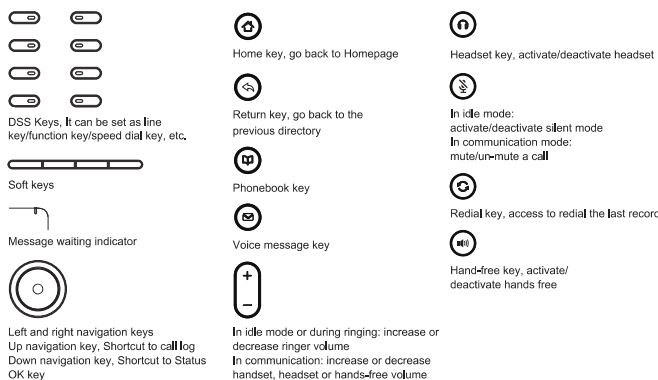 DSS Keys, It can be set as line
key/function key/speed dial key, etc.
Soft keys
Message waiting indicator
Left and right navigation keys
Up navigation key, Shortcut to call log
Down navigation key, Shortcut to Status
OK key
Home key, go back to Homepage
Return key, go back to the
previous directory
Phonebook key
Voice message key
+
−
In idle mode or during ringing: increase or
decrease ringer volume
In communication: increase or decrease
handset, headset or hands-free volume
Headset key, activate/deactivate headset
In idle mode:
activate/deactivate silent mode
In communication mode:
mute/un-mute a call
Redial key, access to redial the last record
Hand-free key, activate/
deactivate hands free